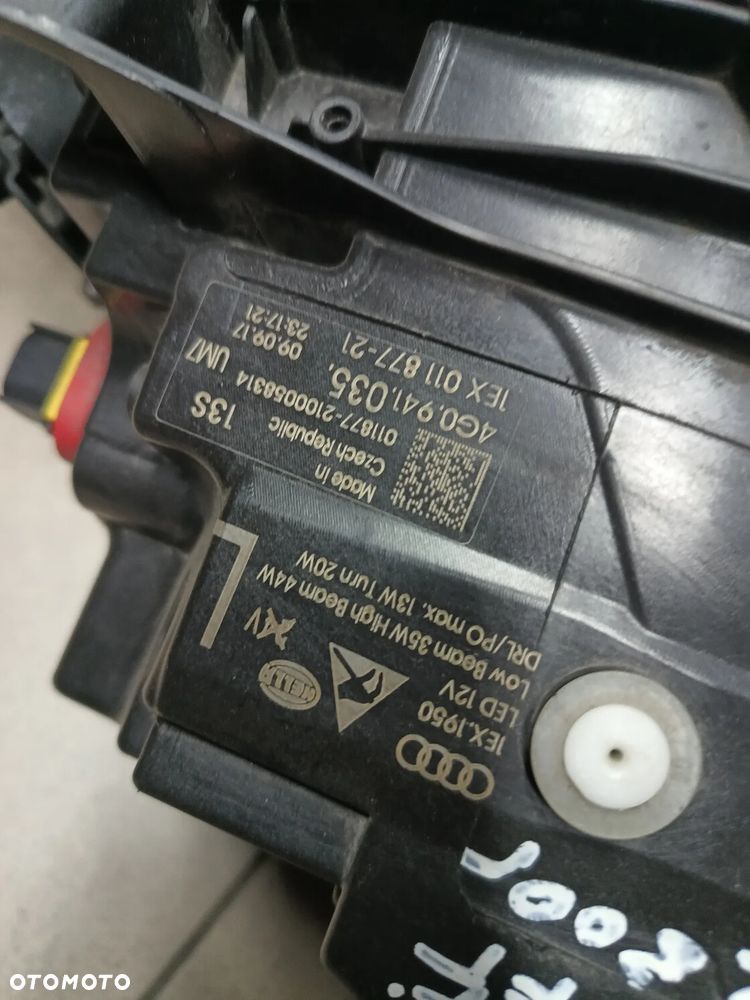 1EX.1950
LED 12V
Low Beam 35W High Beam 44W
DRL/PO max. 13W Turn 20W
HELLA
L
Made in
Czech Republic
011877-2100058314
13S
UM7
4G0.941.035.
1EX 011 877-21
09.09.17
23:17:21
OTOMOTO